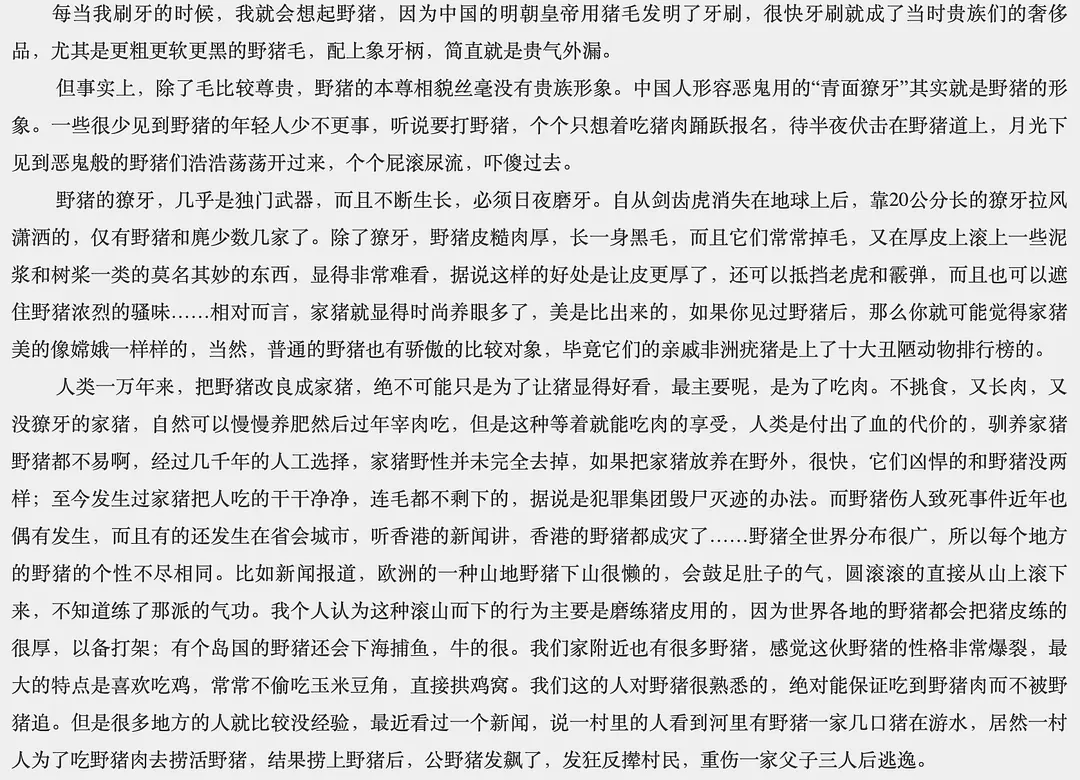 每当我刷牙的时候，我就会想起野猪，因为中国的明朝皇帝用猪毛发明了牙刷，很快牙刷就成了当时贵族们的奢侈
品，尤其是更粗更软更黑的野猪毛，配上象牙柄，简直就是贵气外漏。
但事实上，除了毛比较尊贵，野猪的本尊相貌丝毫没有贵族形象。中国人形容恶鬼用的“青面獠牙”其实就是野猪的形
象。一些很少见到野猪的年轻人少不更事，听说要打野猪，个个只想着吃猪肉踊跃报名，待半夜伏击在野猪道上，月光下
见到恶鬼般的野猪们浩浩荡荡开过来，个个屁滚尿流，吓傻过去。
野猪的獠牙，几乎是独门武器，而且不断生长，必须日夜磨牙。自从剑齿虎消失在地球上后，靠20公分长的獠牙拉风
潇洒的，仅有野猪和麂少数几家了。除了獠牙，野猪皮糙肉厚，长一身黑毛，而且它们常常掉毛，又在厚皮上滚上一些泥
浆和树桨一类的莫名其妙的东西，显得非常难看，据说这样的好处是让皮更厚了，还可以抵挡老虎和霰弹，而且也可以遮
住野猪浓烈的骚味……相对而言，家猪就显得时尚养眼多了，美是比出来的，如果你见过野猪后，那么你就可能觉得家猪
美的像嫦娥一样样的，当然，普通的野猪也有骄傲的比较对象，毕竟它们的亲戚非洲疣猪是上了十大丑陋动物排行榜的。
人类一万年来，把野猪改良成家猪，绝不可能只是为了让猪显得好看，最主要呢，是为了吃肉。不挑食，又长肉，又
没獠牙的家猪，自然可以慢慢养肥然后过年宰肉吃，但是这种等着就能吃肉的享受，人类是付出了血的代价的，驯养家猪
野猪都不易啊，经过几千年的人工选择，家猪野性并未完全去掉，如果把家猪放养在野外，很快，它们凶悍的和野猪没两
样；至今发生过家猪把人吃的干干净净，连毛都不剩下的，据说是犯罪集团毁尸灭迹的办法。而野猪伤人致死事件近年也
偶有发生，而且有的还发生在省会城市，听香港的新闻讲，香港的野猪都成灾了……野猪全世界分布很广，所以每个地方
的野猪的个性不尽相同。比如新闻报道，欧洲的一种山地野猪下山很懒的，会鼓足肚子的气，圆滚滚的直接从山上滚下
来，不知道练了那派的气功。我个人认为这种滚山而下的行为主要是磨练猪皮用的，因为世界各地的野猪都会把猪皮练的
很厚，以备打架；有个岛国的野猪还会下海捕鱼，牛的很。我们家附近也有很多野猪，感觉这伙野猪的性格非常爆裂，最
大的特点是喜欢吃鸡，常常不偷吃玉米豆角，直接拱鸡窝。我们这的人对野猪很熟悉的，绝对能保证吃到野猪肉而不被野
猪追。但是很多地方的人就比较没经验，最近看过一个新闻，说一村里的人看到河里有野猪一家几口猪在游水，居然一村
人为了吃野猪肉去捞活野猪，结果捞上野猪后，公野猪发飙了，发狂反撵村民，重伤一家父子三人后逃逸。